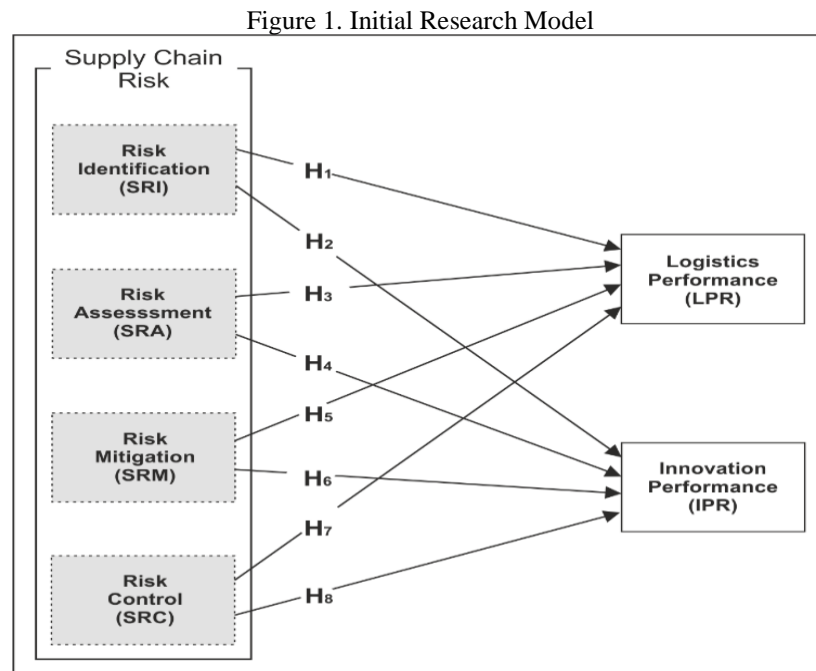 Figure 1. Initial Research Model
Supply Chain
Risk
Risk
Identification
(SRI)
H1
H2
Risk
Assesssment
(SRA)
H3
H4
Risk
Mitigation
(SRM)
H5
H6
Risk
Control
(SRC)
H7
H8
Logistics
Performance
(LPR)
Innovation
Performance
(IPR)